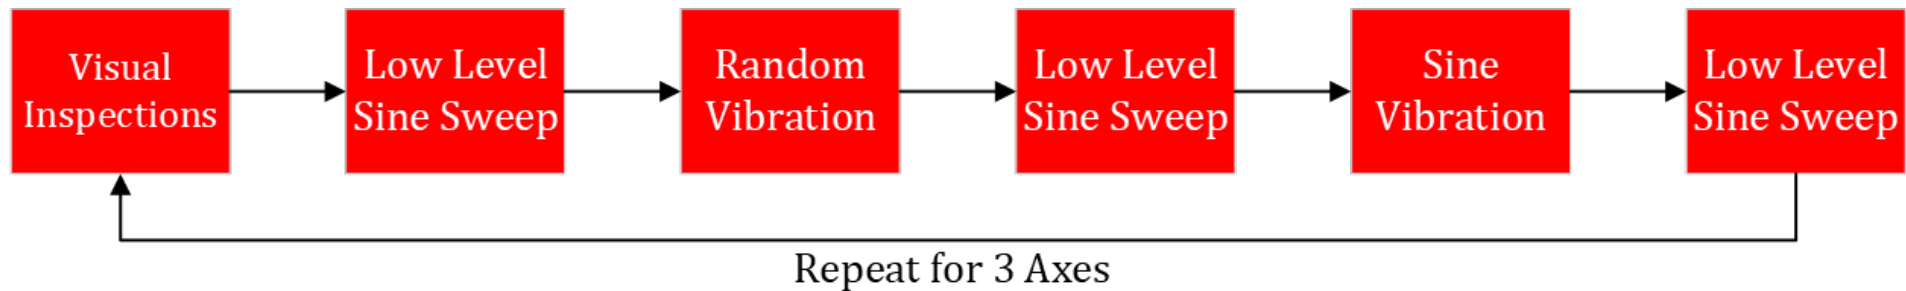 Visual
Inspections
Low Level
Sine Sweep
Random
Vibration
Low Level
Sine Sweep
Sine
Vibration
Low Level
Sine Sweep
Repeat for 3 Axes